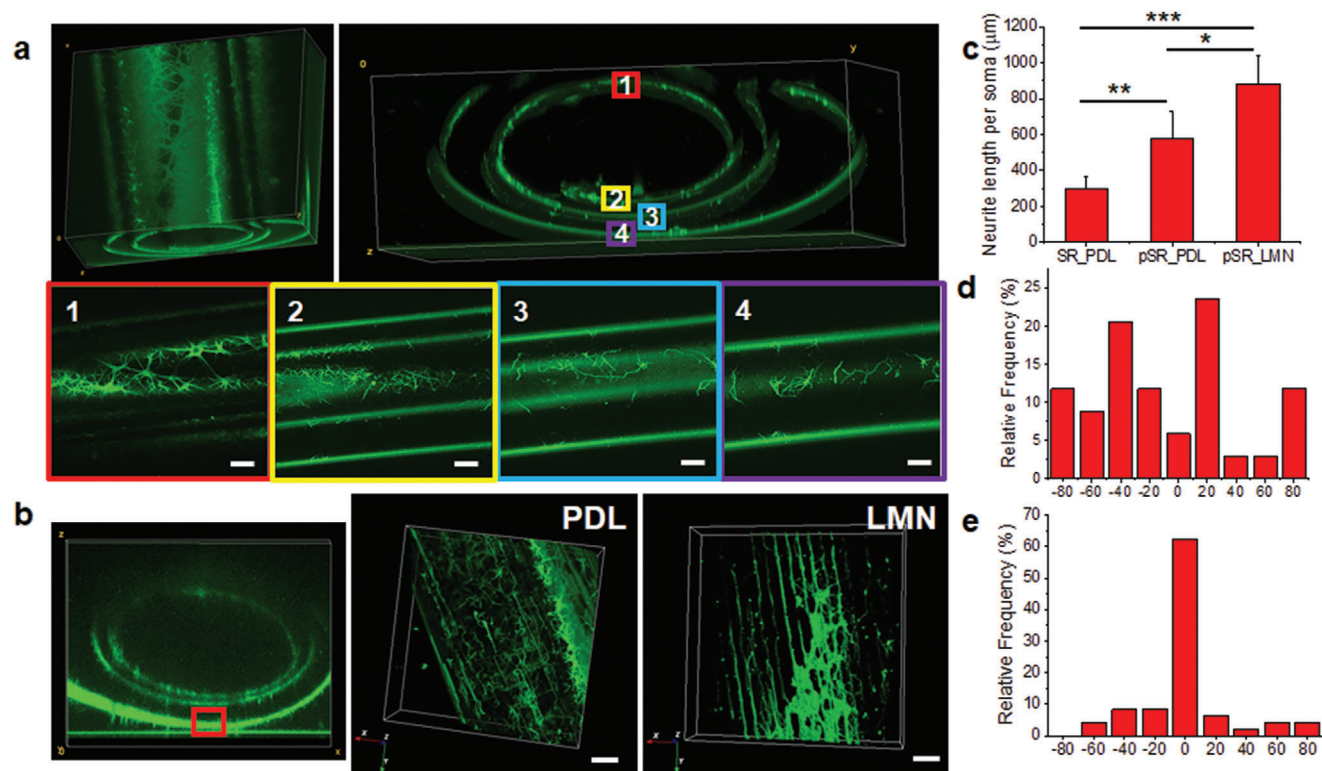 a
x
y
0
z
0
y
z
1
2
3
4
1
2
3
4
b
z
0
x
PDL
x
z
y
LMN
x
z
y
c
Neurite length per soma (μm)
1200
1000
800
600
400
200
0
***
*
**
SR_PDL
pSR_PDL
pSR_LMN
d
Relative Frequency (%)
25
20
15
10
5
0
-80 -60 -40 -20 0 20 40 60 80
e
Relative Frequency (%)
70
60
50
40
30
20
10
0
-80 -60 -40 -20 0 20 40 60 80